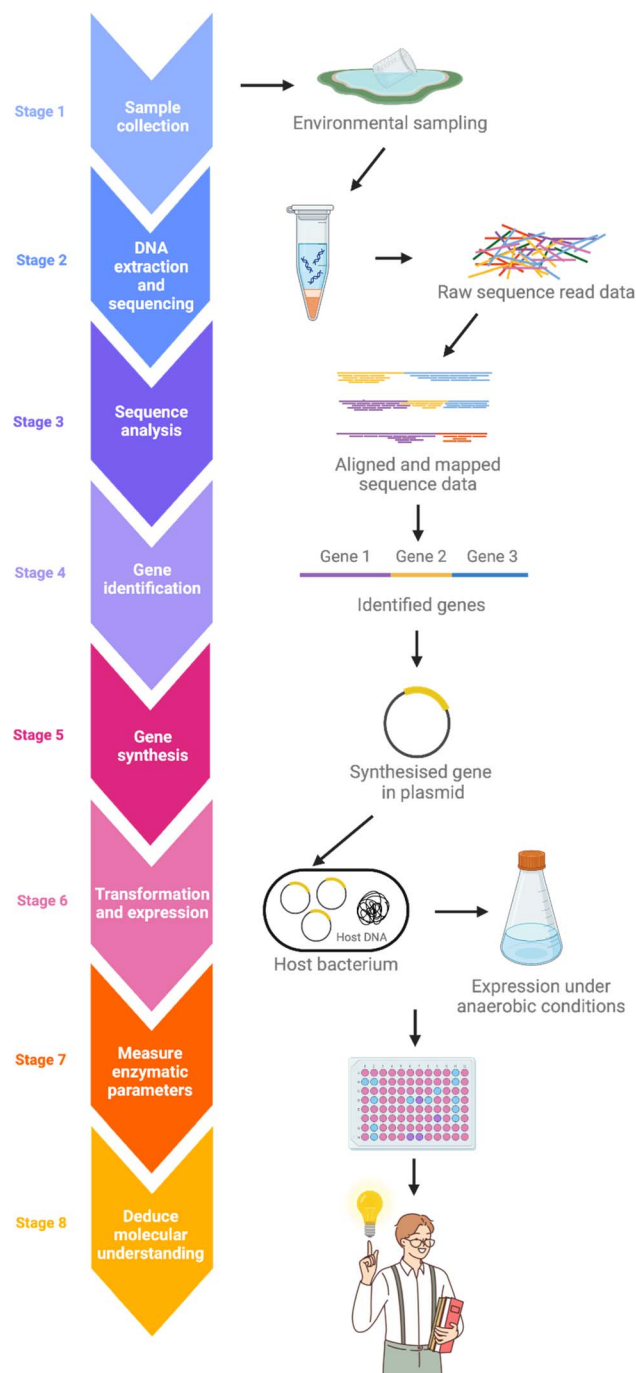 Stage 1
Sample
collection
Environmental sampling
Stage 2
DNA
extraction
and
sequencing
Raw sequence read data
Stage 3
Sequence
analysis
Aligned and mapped
sequence data
Stage 4
Gene
identification
Gene 1 Gene 2 Gene 3
Identified genes
Stage 5
Gene
synthesis
Synthesised gene
in plasmid
Stage 6
Transformation
and expression
Host DNA
Host bacterium
Expression under
anaerobic conditions
Stage 7
Measure
enzymatic
parameters
Stage 8
Deduce
molecular
understanding